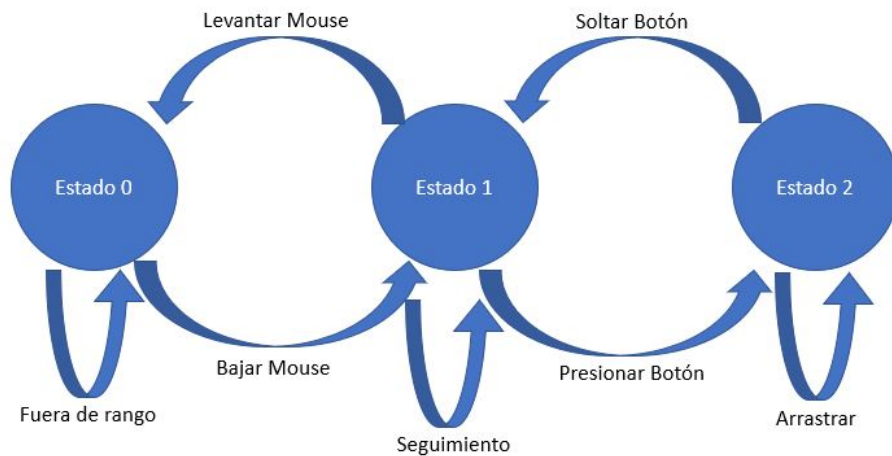 Levantar Mouse
Soltar Botón
Estado 0
Estado 1
Estado 2
Bajar Mouse
Presionar Botón
Fuera de rango
Seguimiento
Arrastrar